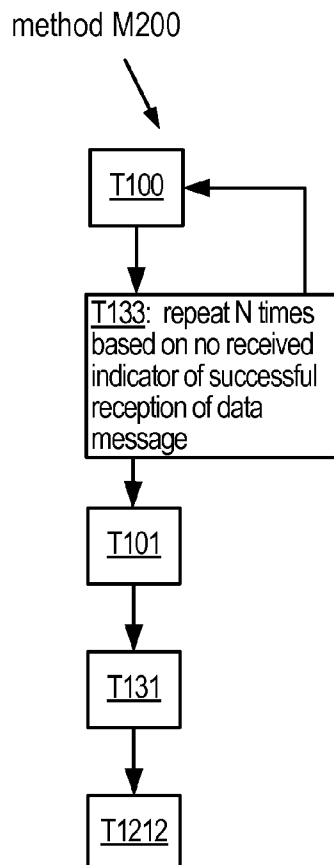 method M200
T100
T133: repeat N times
based on no received
indicator of successful
reception of data
message
T101
T131
T1212